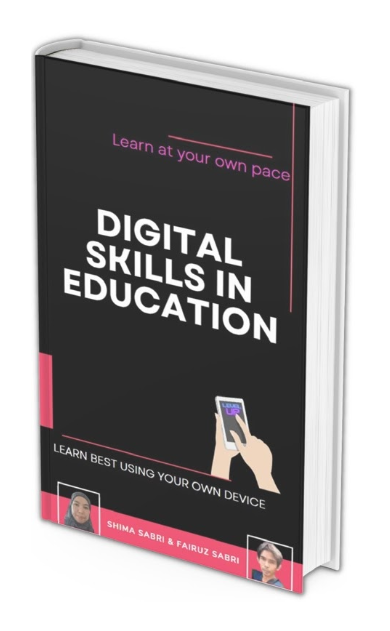 Learn at your own pace
DIGITAL
SKILLS IN
EDUCATION
LEVEL
UP
LEARN BEST USING YOUR OWN DEVICE
SHIMA SABRI & FAIRUZ SABRI